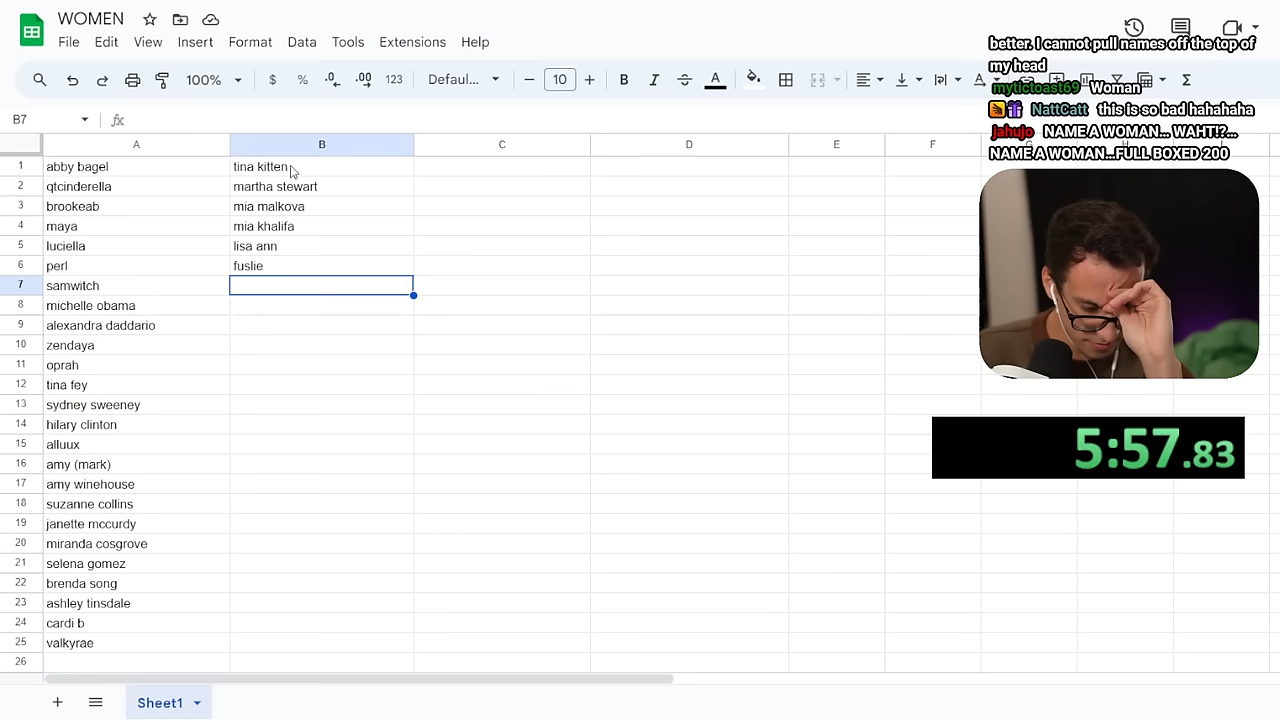 WOMEN
File Edit View Insert Format Data Tools Extensions Help
100% $ % .0 .00 123 Defaul... − 10 + B I A Σ
B7 fx
A B C D E F
1 abby bagel tina kitten
2 qtcinderella martha stewart
3 brookeab mia malkova
4 maya mia khalifa
5 luciella lisa ann
6 perl fuslie
7 samwitch
8 michelle obama
9 alexandra daddario
10 zendaya
11 oprah
12 tina fey
13 sydney sweeney
14 hilary clinton
15 alluux
16 amy (mark)
17 amy winehouse
18 suzanne collins
19 janette mccurdy
20 miranda cosgrove
21 selena gomez
22 brenda song
23 ashley tinsdale
24 cardi b
25 valkyrae
26
Sheet1
better. I cannot pull names off the top of
my head
mytictoast69 Woman
NattCatt this is so bad hahahaha
jahujo NAME A WOMAN... WAHT!?...
NAME A WOMAN...FULL BOXED 200
5:57.83